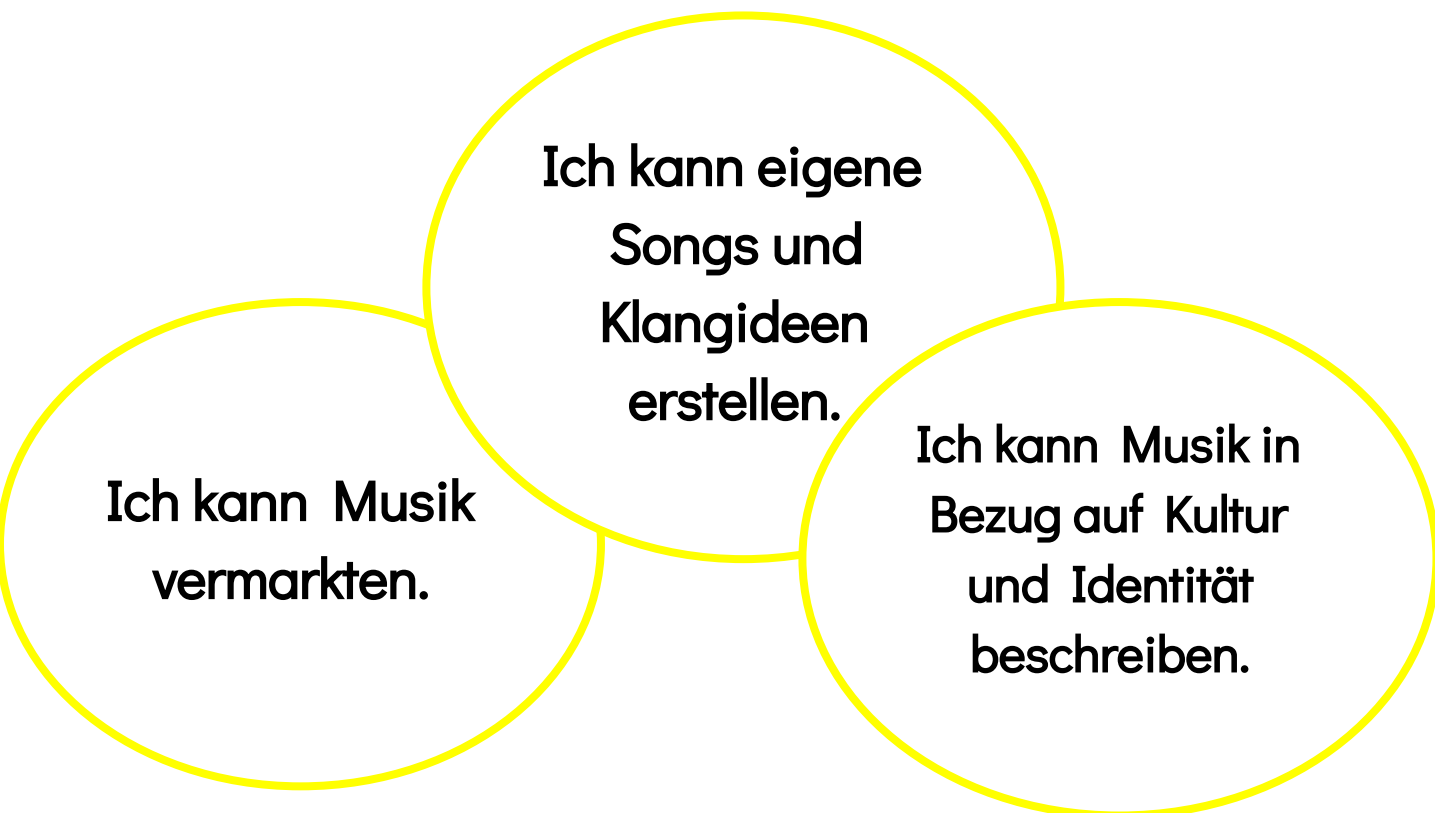 Ich kann eigene
Songs und
Klangideen
erstellen.
Ich kann Musik
vermarkten.
Ich kann Musik in
Bezug auf Kultur
und Identität
beschreiben.